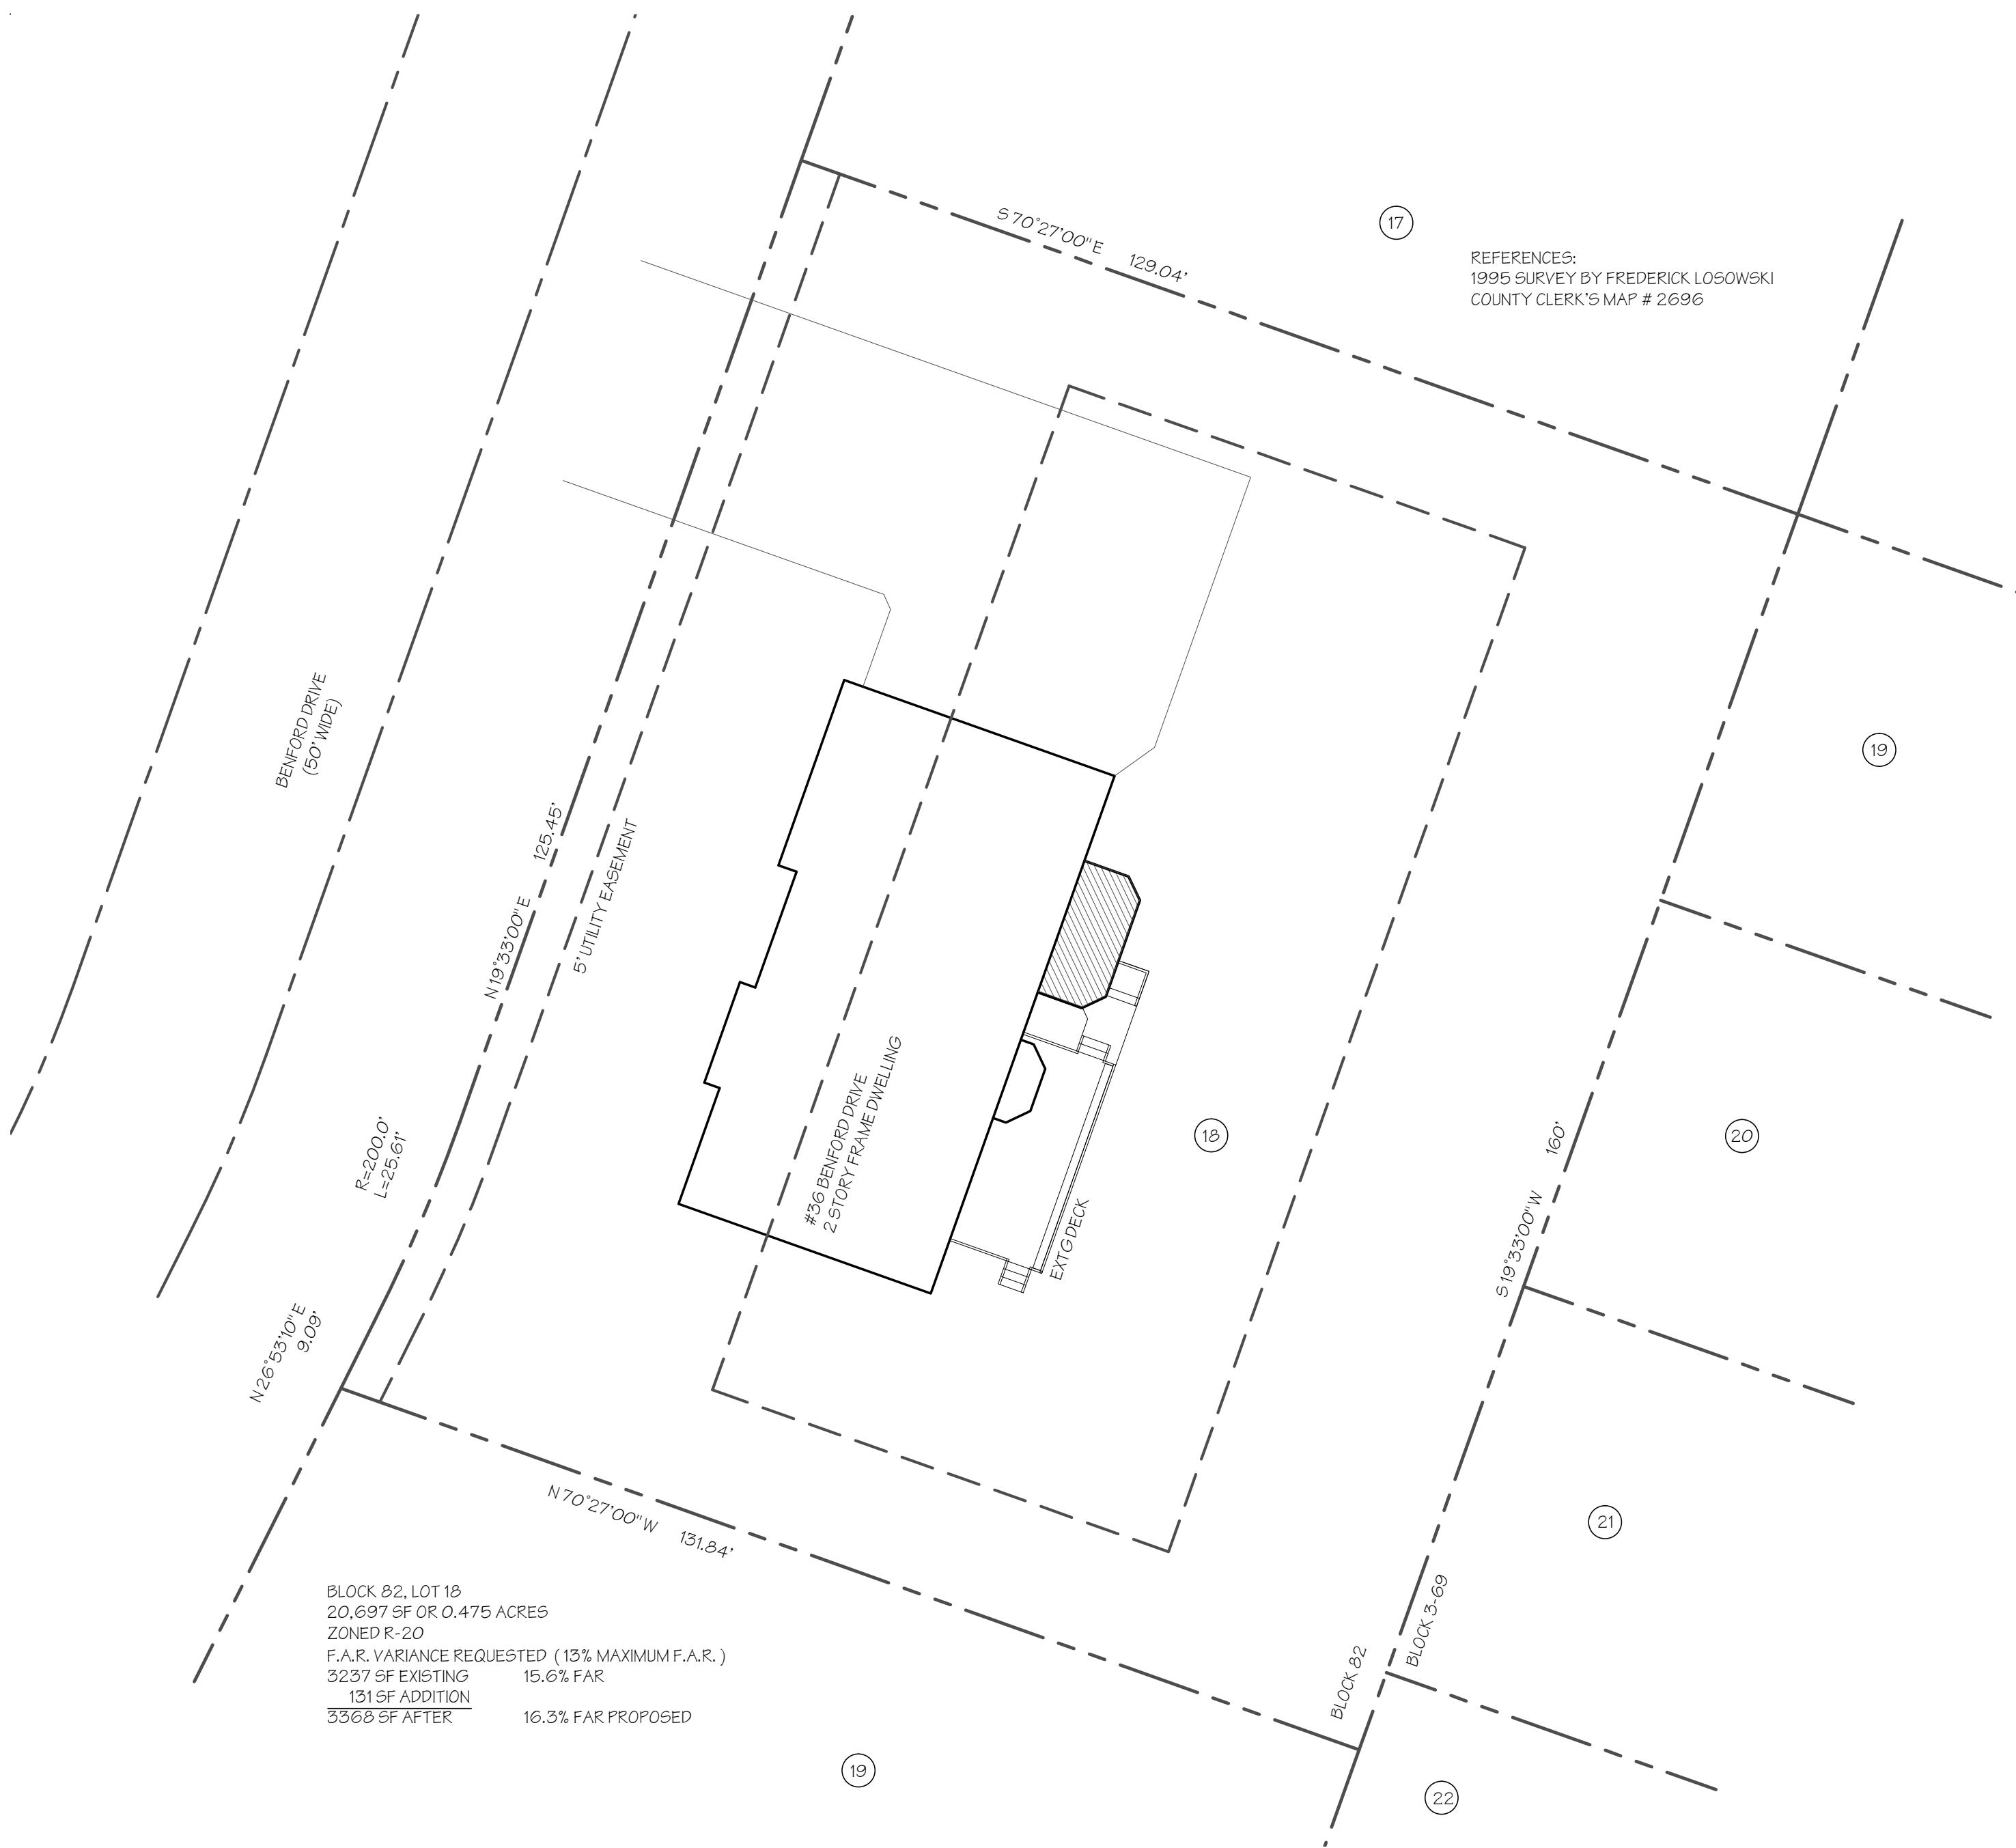 17
S 70°27'00"E 129.04'
REFERENCES:
1995 SURVEY BY FREDERICK LOSOWSKI
COUNTY CLERK'S MAP # 2696
BENFORD DRIVE
(50' WIDE)
N 19°33'00"E 125.45'
5' UTILITY EASEMENT
19
#36 BENFORD DRIVE
2 STORY FRAME DWELLING
EXTG DECK
18
20
R=200.0'
L=25.61'
S 19°33'00"W 160'
N 26°53'10"E
9.09'
N 70°27'00"W 131.84'
21
BLOCK 82
BLOCK 3-69
BLOCK 82, LOT 18
20,697 SF OR 0.475 ACRES
ZONED R-20
F.A.R. VARIANCE REQUESTED ( 13% MAXIMUM F.A.R. )
3237 SF EXISTING 15.6% FAR
131 SF ADDITION
3368 SF AFTER 16.3% FAR PROPOSED
19
22